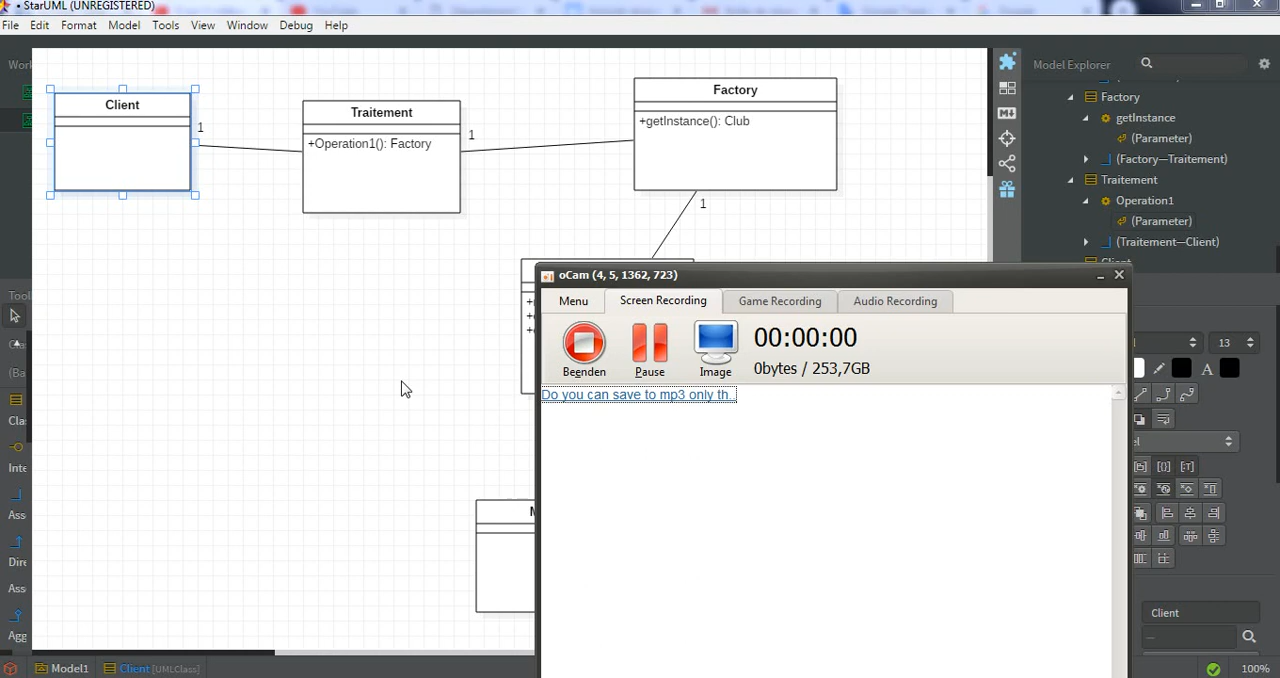 StarUML (UNREGISTERED)
File Edit Format Model Tools View Window Debug Help
Model Explorer
Client
1
Traitement
+Operation1(): Factory
1
Factory
+getInstance(): Club
1
Factory
getInstance
(Parameter)
(Factory—Traitement)
Traitement
Operation1
(Parameter)
(Traitement—Client)
oCam (4, 5, 1362, 723)
Menu Screen Recording Game Recording Audio Recording
Beenden Pause Image
00:00:00
0bytes / 253,7GB
Do you can save to mp3 only th..
13
A
Client
Model1 Client [UMLClass]
100%